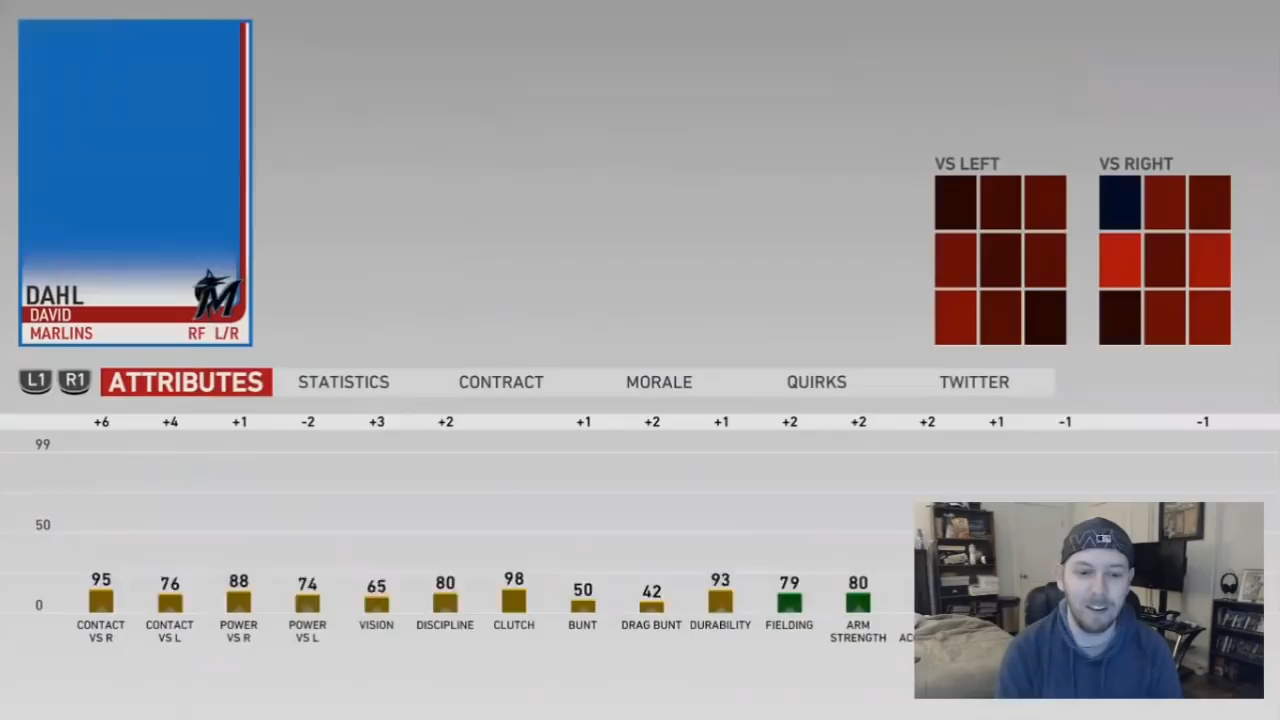 VS LEFT
VS RIGHT
DAHL
DAVID
MARLINS RF L/R
L1 R1 ATTRIBUTES STATISTICS CONTRACT MORALE QUIRKS TWITTER
+6 +4 +1 -2 +3 +2 +1 +2 +1 +2 +2 +2 +1 -1 -1
99
50
0
95 76 88 74 65 80 98 50 42 93 79 80
CONTACT VISION DISCIPLINE CLUTCH BUNT DRAG BUNT DURABILITY FIELDING ARM
CONTACT POWER POWER
VS R VS L VS R VS L STRENGTH